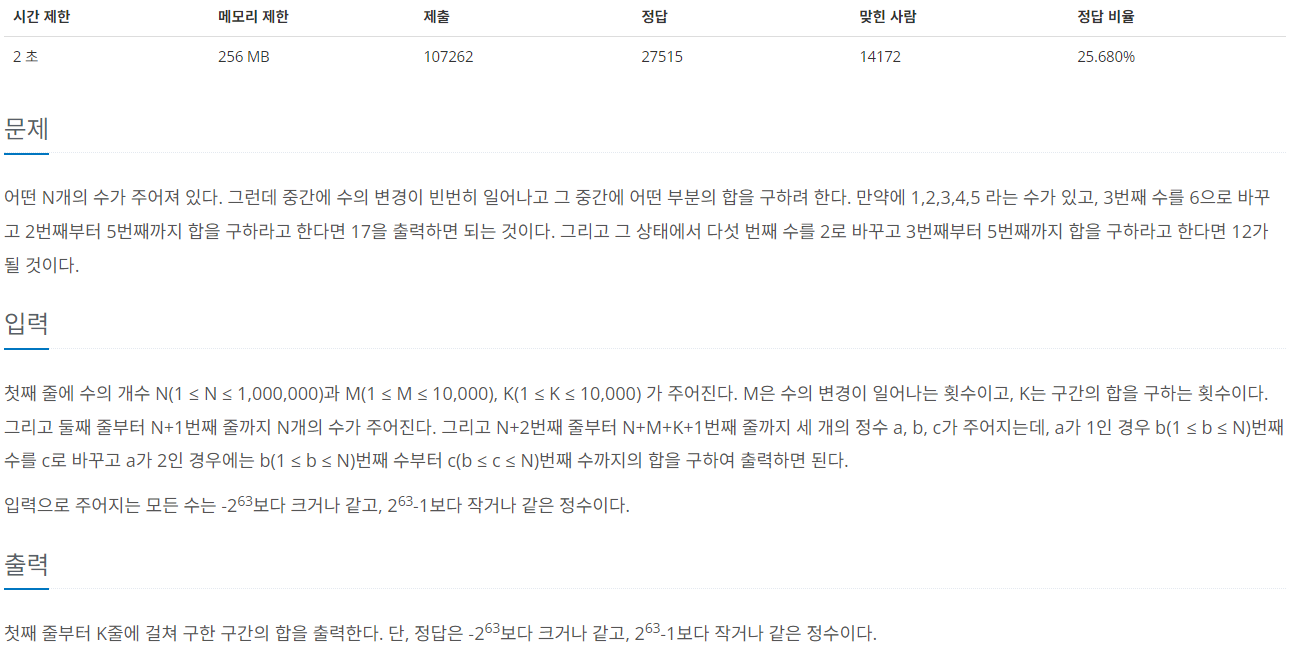 시간 제한 메모리 제한 제출 정답 맞힌 사람 정답 비율
2 초 256 MB 107262 27515 14172 25.680%
문제
어떤 N개의 수가 주어져 있다. 그런데 중간에 수의 변경이 빈번히 일어나고 그 중간에 어떤 부분의 합을 구하려 한다. 만약에 1,2,3,4,5 라는 수가 있고, 3번째 수를 6으로 바꾸
고 2번째부터 5번째까지 합을 구하라고 한다면 17을 출력하면 되는 것이다. 그리고 그 상태에서 다섯 번째 수를 2로 바꾸고 3번째부터 5번째까지 합을 구하라고 한다면 12가
될 것이다.
입력
첫째 줄에 수의 개수 N(1 ≤ N ≤ 1,000,000)과 M(1 ≤ M ≤ 10,000), K(1 ≤ K ≤ 10,000) 가 주어진다. M은 수의 변경이 일어나는 횟수이고, K는 구간의 합을 구하는 횟수이다.
그리고 둘째 줄부터 N+1번째 줄까지 N개의 수가 주어진다. 그리고 N+2번째 줄부터 N+M+K+1번째 줄까지 세 개의 정수 a, b, c가 주어지는데, a가 1인 경우 b(1 ≤ b ≤ N)번째
수를 c로 바꾸고 a가 2인 경우에는 b(1 ≤ b ≤ N)번째 수부터 c(b ≤ c ≤ N)번째 수까지의 합을 구하여 출력하면 된다.
입력으로 주어지는 모든 수는 -2⁶³보다 크거나 같고, 2⁶³-1보다 작거나 같은 정수이다.
출력
첫째 줄부터 K줄에 걸쳐 구한 구간의 합을 출력한다. 단, 정답은 -2⁶³보다 크거나 같고, 2⁶³-1보다 작거나 같은 정수이다.